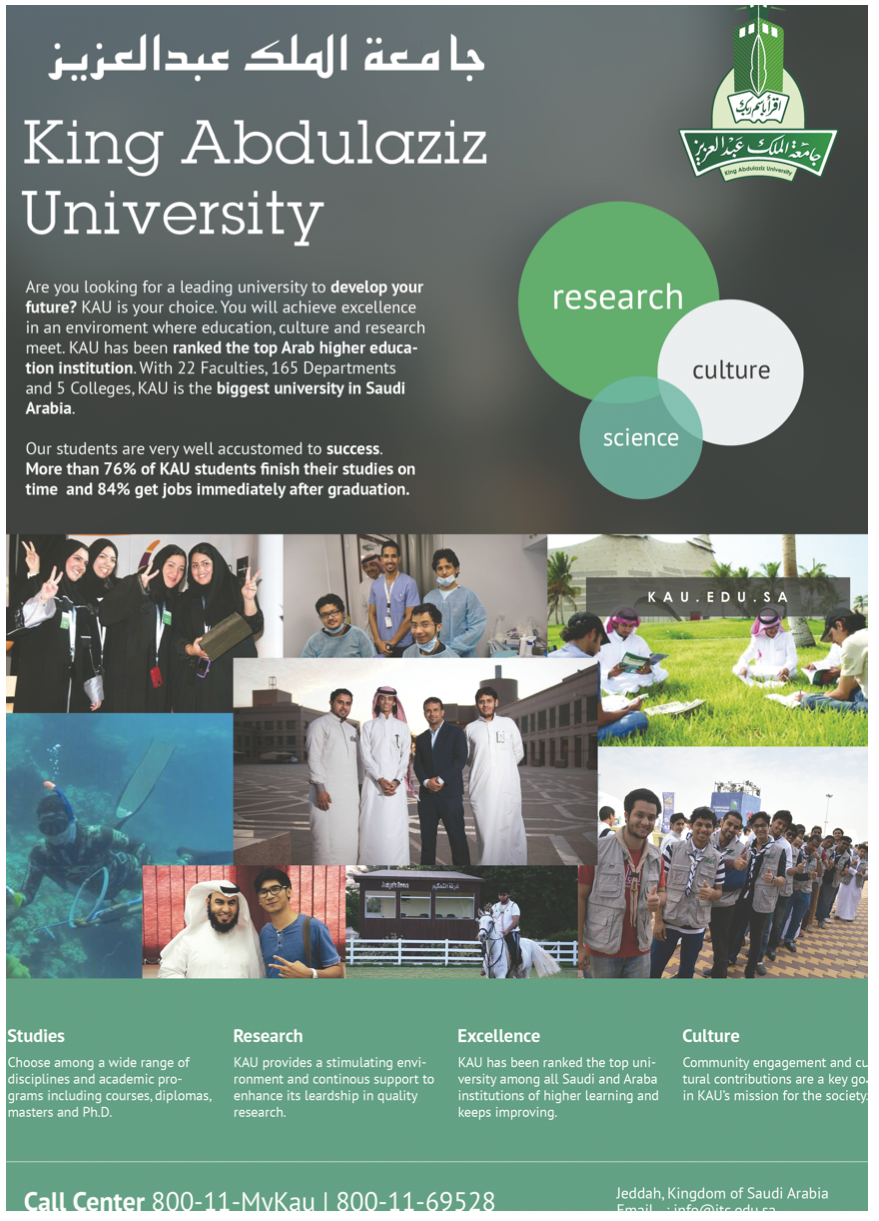 جامعة الملك عبدالعزيز
King Abdulaziz
University
اقرأ باسم ربك
جامعة الملك عبدالعزيز
King Abdulaziz University
Are you looking for a leading university to develop your
future? KAU is your choice. You will achieve excellence
in an enviroment where education, culture and research
meet. KAU has been ranked the top Arab higher educa-
tion institution. With 22 Faculties, 165 Departments
and 5 Colleges, KAU is the biggest university in Saudi
Arabia.
Our students are very well accustomed to success.
More than 76% of KAU students finish their studies on
time and 84% get jobs immediately after graduation.
research
culture
science
KAU.EDU.SA
Studies
Choose among a wide range of
disciplines and academic pro-
grams including courses, diplomas,
masters and Ph.D.
Research
KAU provides a stimulating envi-
ronment and continous support to
enhance its leardship in quality
research.
Excellence
KAU has been ranked the top uni-
versity among all Saudi and Araba
institutions of higher learning and
keeps improving.
Culture
Community engagement and cu
tural contributions are a key go
in KAU's mission for the society.
Call Center 800-11-MyKau | 800-11-69528
Jeddah, Kingdom of Saudi Arabia
Email : info@itc.edu.sa